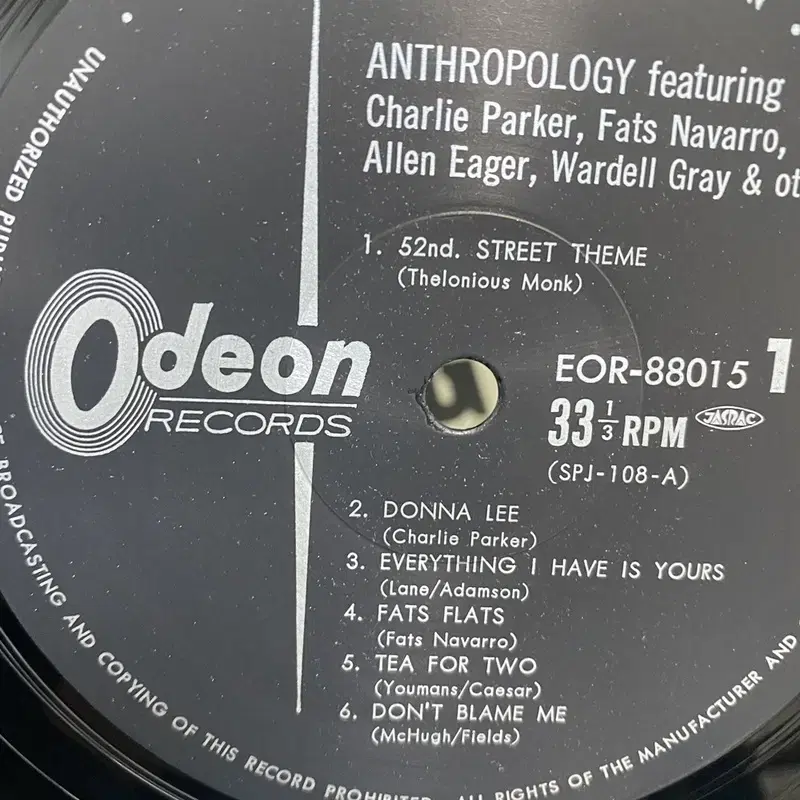 ANTHROPOLOGY featuring
Charlie Parker, Fats Navarro,
Allen Eager, Wardell Gray & ot
1. 52nd. STREET THEME
(Thelonious Monk)
Odeon
RECORDS
EOR-88015 1
33 1/3 RPM JASRAC
(SPJ-108-A)
2. DONNA LEE
(Charlie Parker)
3. EVERYTHING I HAVE IS YOURS
(Lane/Adamson)
4. FATS FLATS
(Fats Navarro)
5. TEA FOR TWO
(Youmans/Caesar)
6. DON'T BLAME ME
(McHugh/Fields)
ALL RIGHTS OF THE MANUFACTURER AND
UNAUTHORIZED
BROADCASTING AND COPYING OF THIS RECORD PROHIBITED